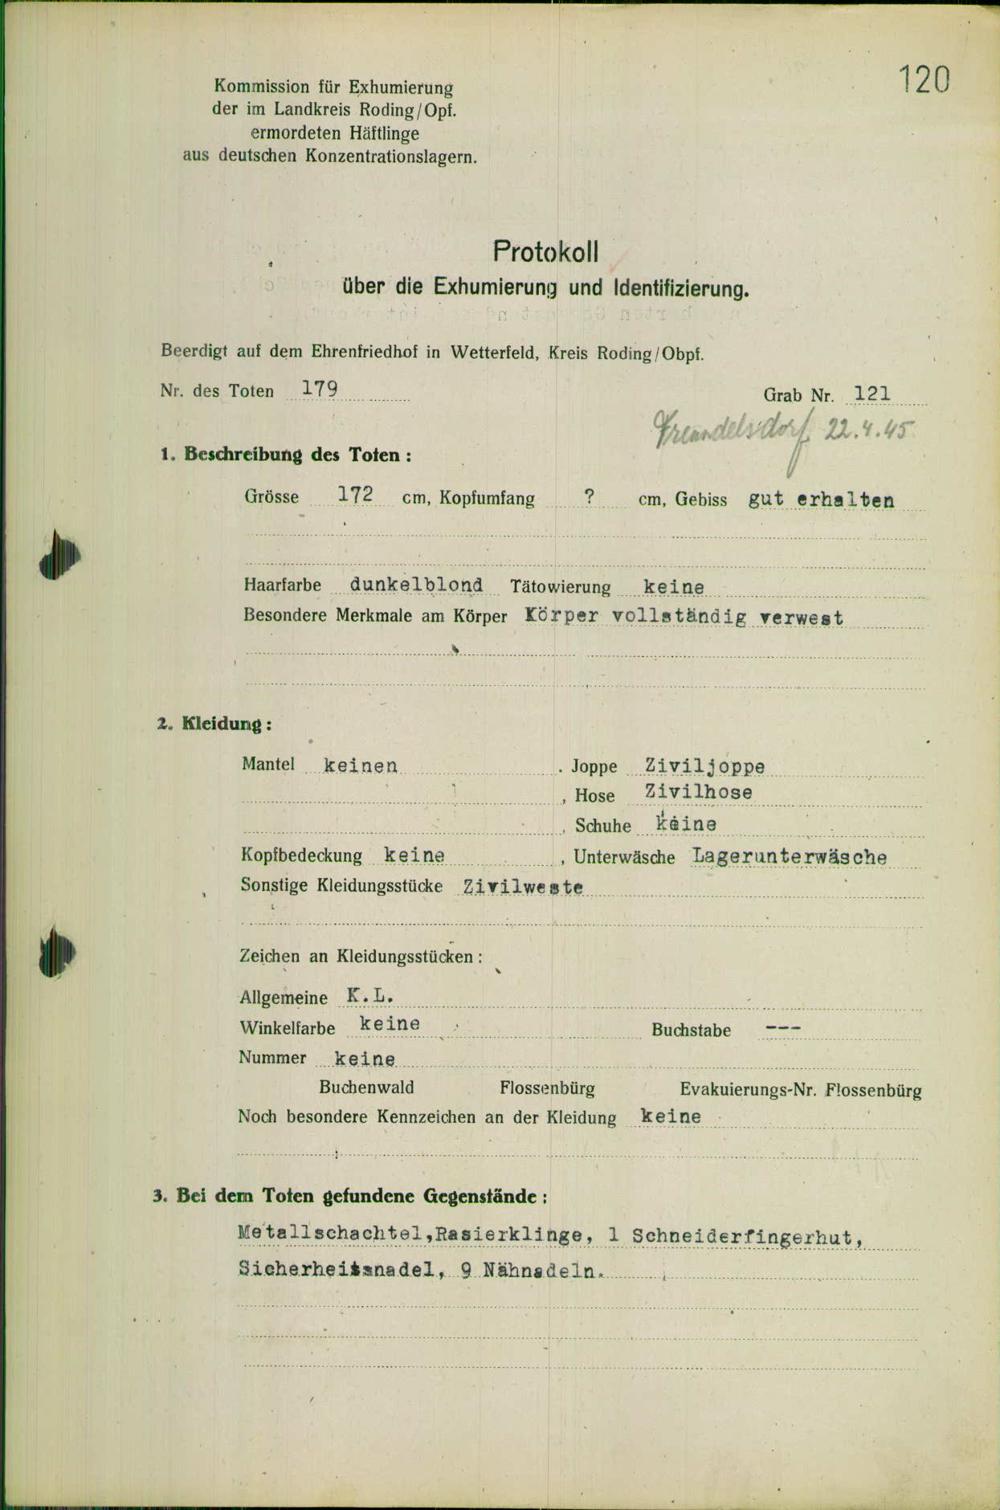 120
Kommission für Exhumierung
der im Landkreis Roding/Opf.
ermordeten Häftlinge
aus deutschen Konzentrationslagern.
Protokoll
über die Exhumierung und Identifizierung.
Beerdigt auf dem Ehrenfriedhof in Wetterfeld, Kreis Roding/Obpf.
Nr. des Toten 179 Grab Nr. 121
22.4.45
1. Beschreibung des Toten:
Grösse 172 cm, Kopfumfang ? cm, Gebiss gut erhalten
Haarfarbe dunkelblond Tätowierung keine
Besondere Merkmale am Körper Körper vollständig verwest
2. Kleidung:
Mantel keinen . Joppe Ziviljoppe
, Hose Zivilhose
, Schuhe keine
Kopfbedeckung keine , Unterwäsche Lagerunterwäsche
Sonstige Kleidungsstücke Zivilweste
Zeichen an Kleidungsstücken:
Allgemeine K.L.
Winkelfarbe keine Buchstabe ---
Nummer keine
Buchenwald Flossenbürg Evakuierungs-Nr. Flossenbürg
Noch besondere Kennzeichen an der Kleidung keine
3. Bei dem Toten gefundene Gegenstände:
Metallschachtel,Rasierklinge, 1 Schneiderfingerhut,
Sicherheitsnadel, 9 Nähnadeln.